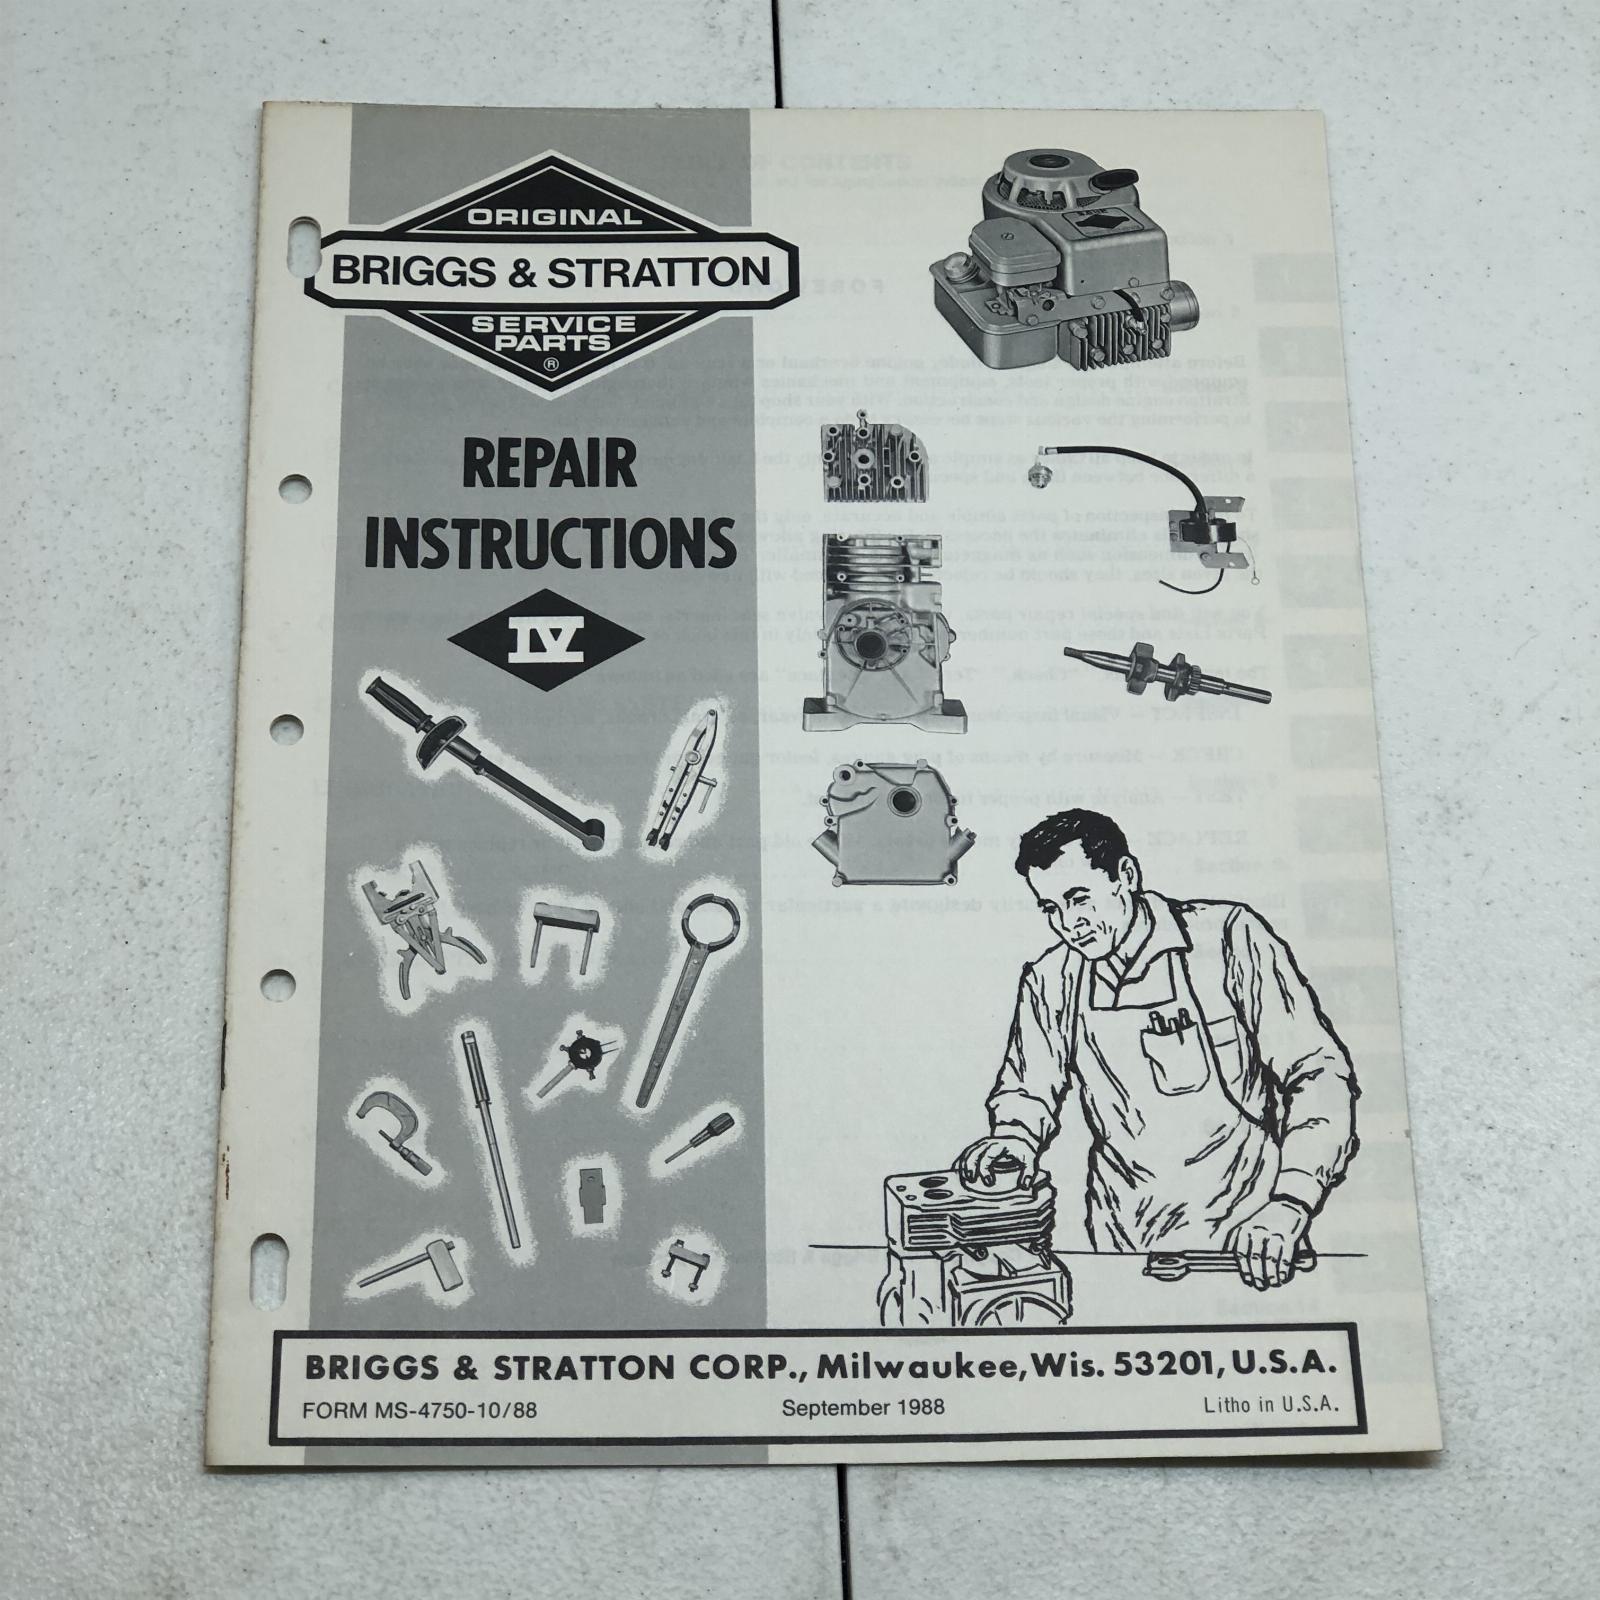 ORIGINAL
BRIGGS & STRATTON
SERVICE
PARTS
®
REPAIR
INSTRUCTIONS
IV
BRIGGS & STRATTON CORP., Milwaukee, Wis. 53201, U.S.A.
FORM MS-4750-10/88 September 1988 Litho in U.S.A.